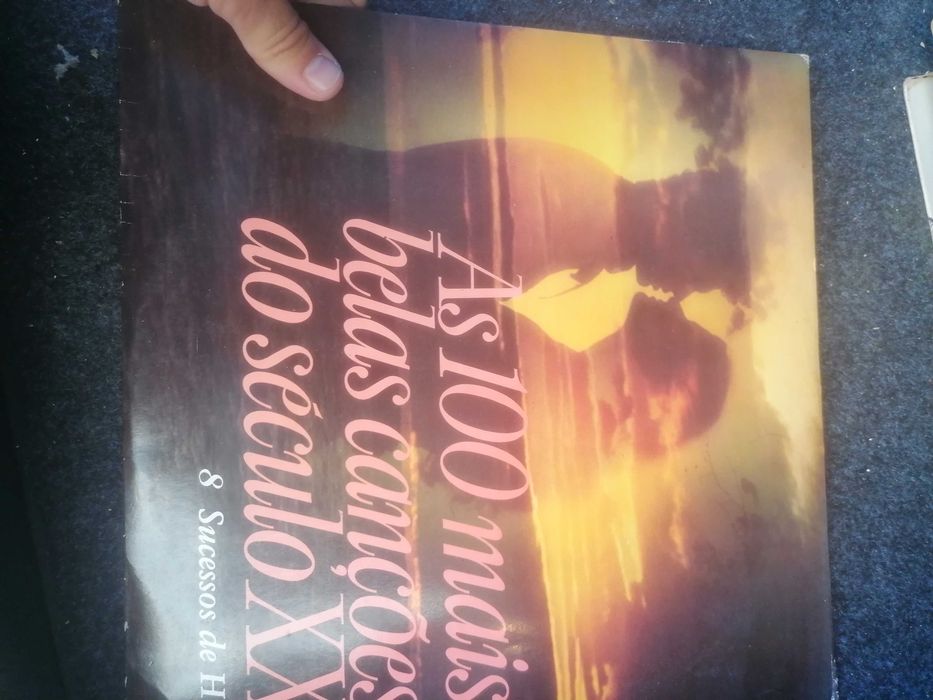 As 100 mais
belas canções
do século XX
8 Sucessos de H